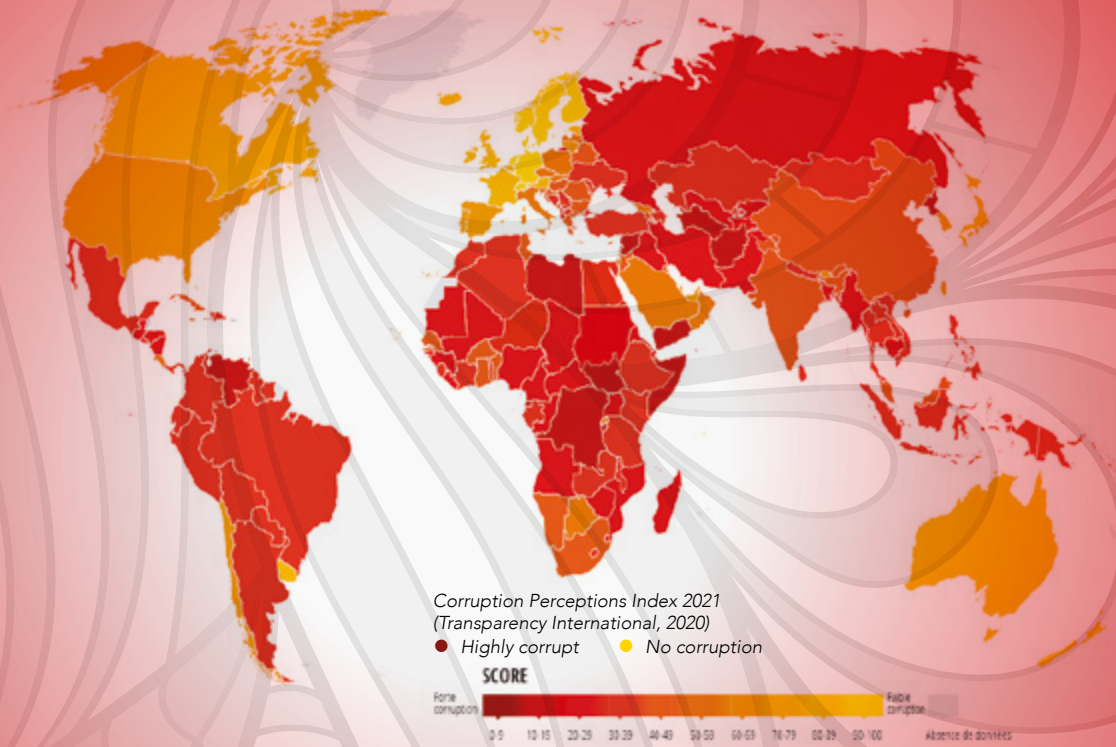 Corruption Perceptions Index 2021
(Transparency International, 2020)
Highly corrupt
No corruption
SCORE
Forte
corruption
Faible
corruption
0-9 10-19 20-29 30-39 40-49 50-59 60-69 70-79 80-89 90-100
Absence de données